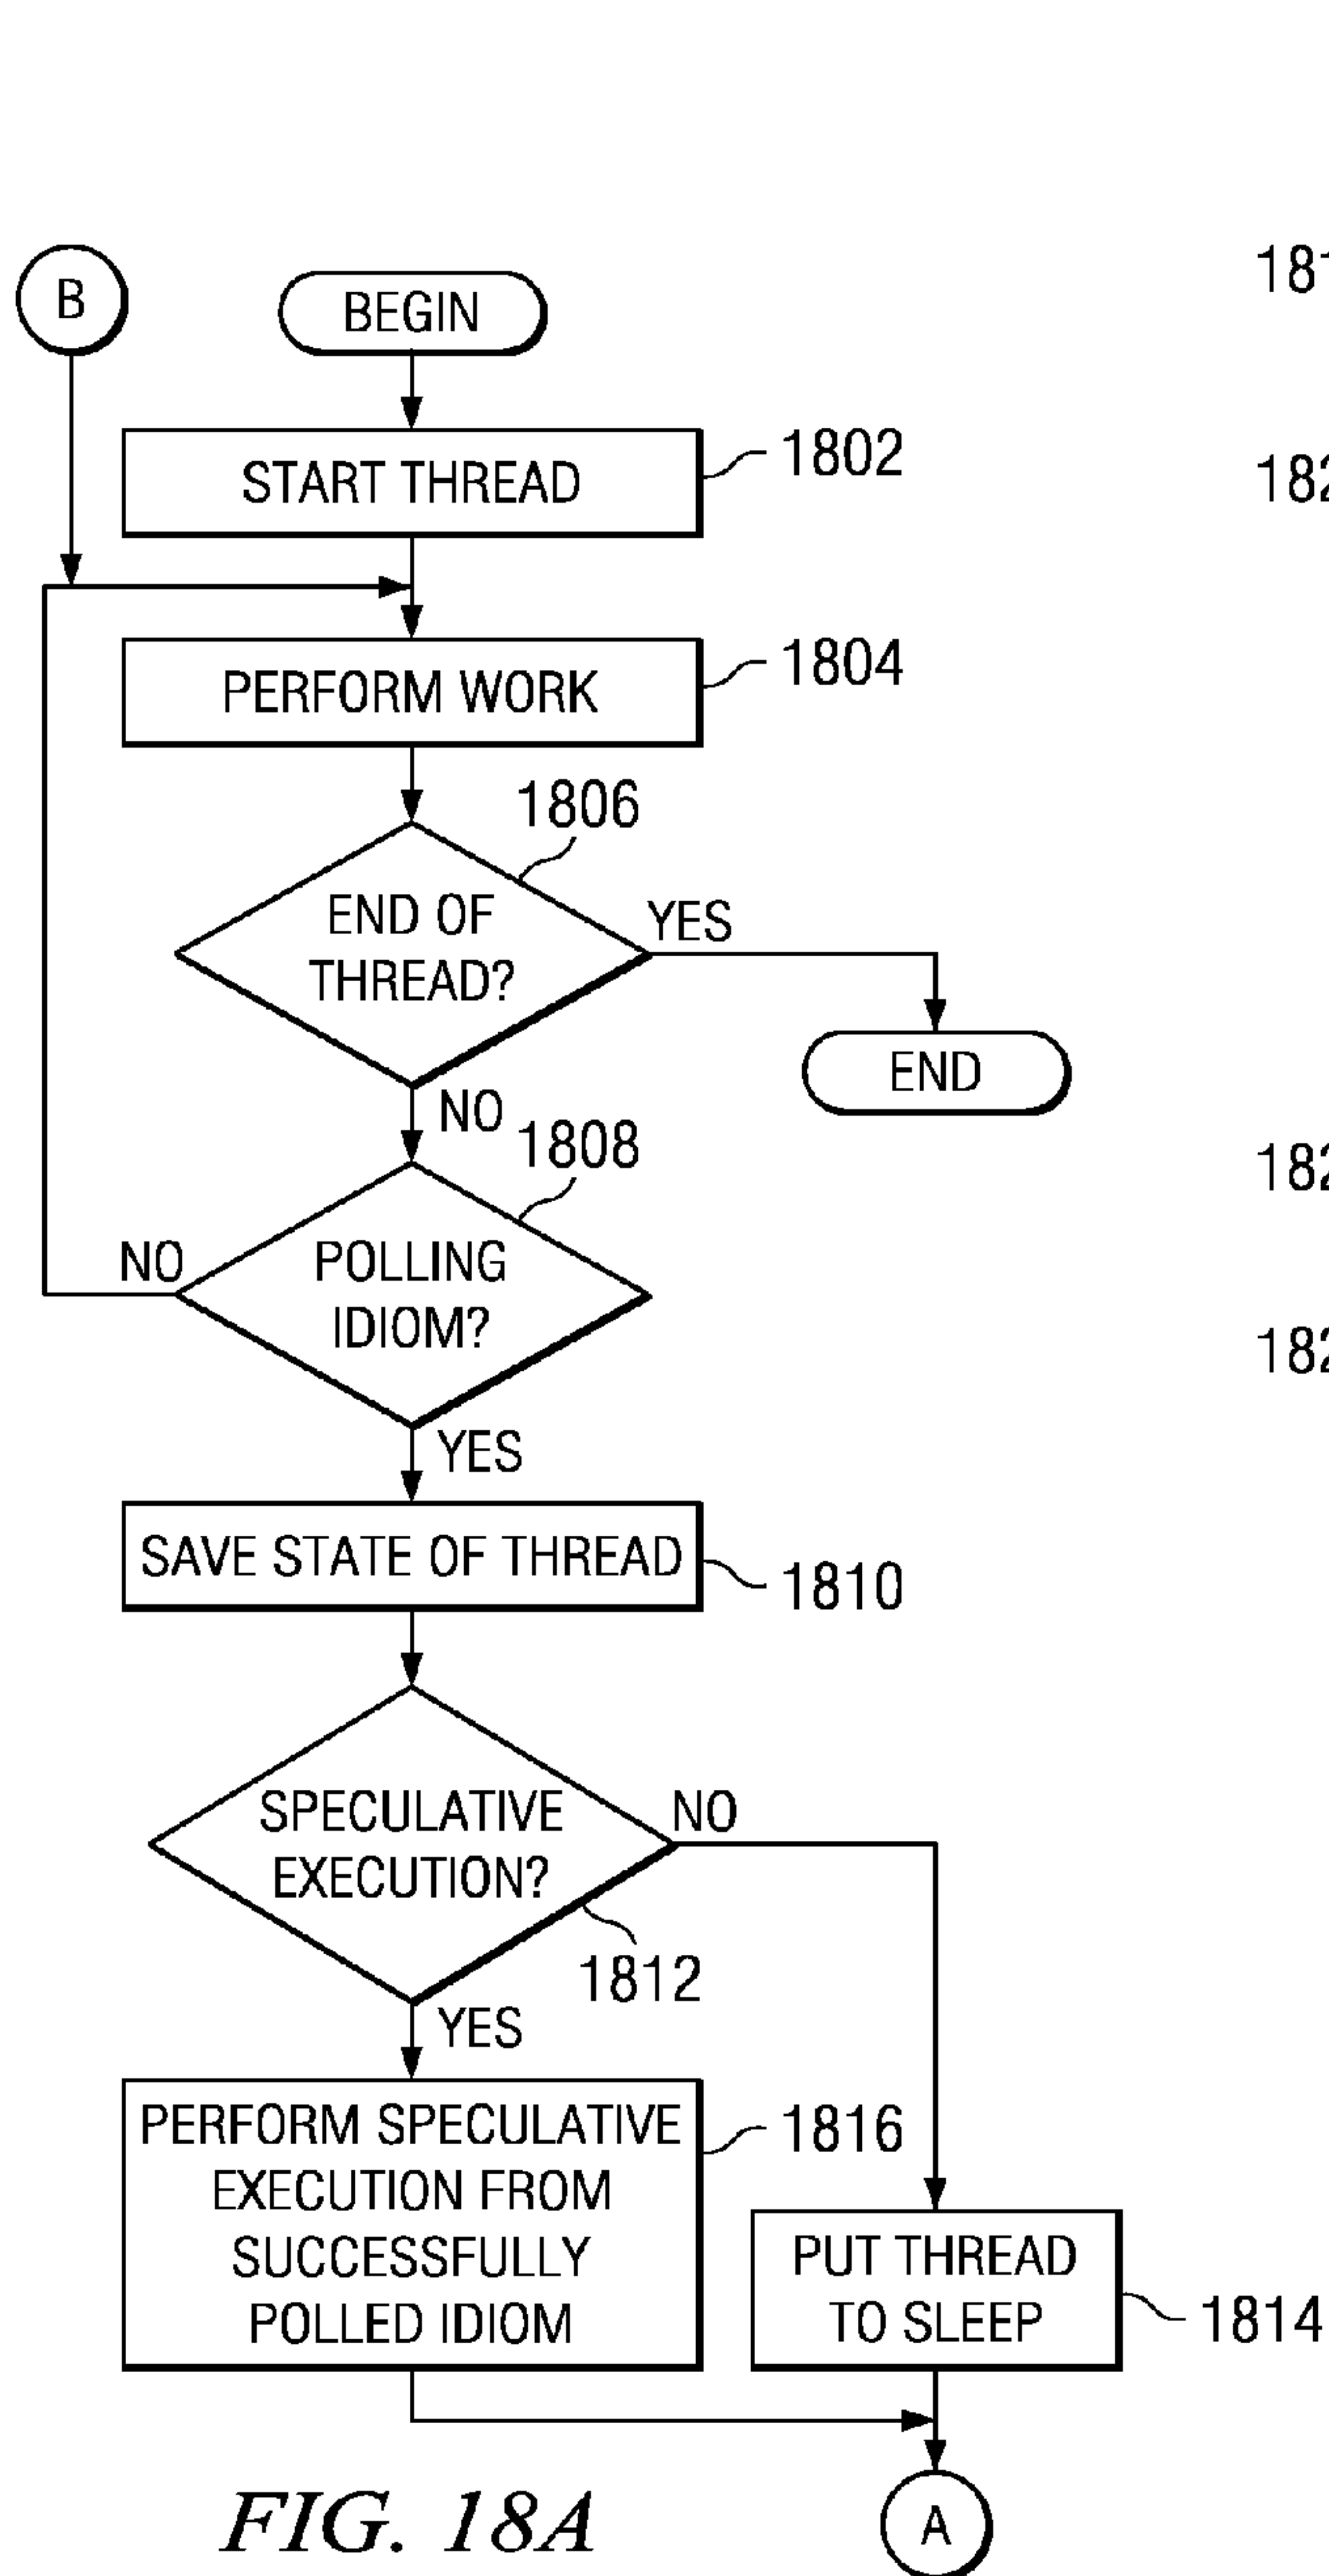 B
BEGIN
START THREAD
1802
PERFORM WORK
1804
1806
END OF
THREAD?
YES
END
NO
1808
POLLING
IDIOM?
NO
YES
SAVE STATE OF THREAD
1810
SPECULATIVE
EXECUTION?
NO
1812
YES
PERFORM SPECULATIVE
EXECUTION FROM
SUCCESSFULLY
POLLED IDIOM
1816
PUT THREAD
TO SLEEP
1814
A
FIG. 18A